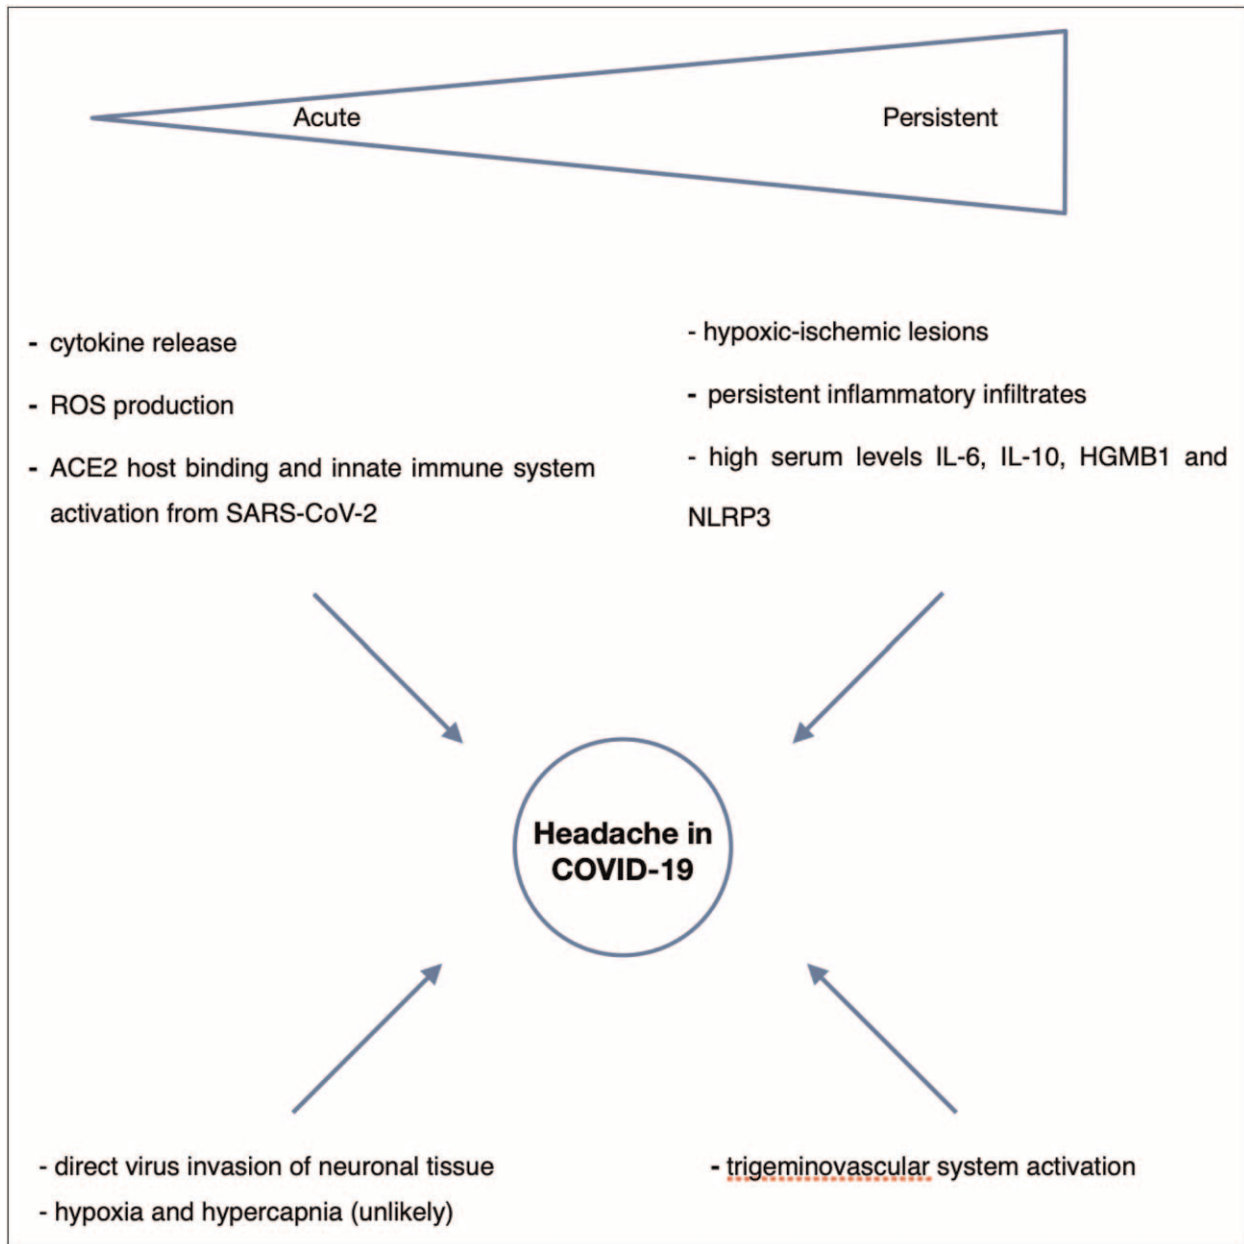 Acute
Persistent
- cytokine release
- ROS production
- ACE2 host binding and innate immune system
activation from SARS-CoV-2
- hypoxic-ischemic lesions
- persistent inflammatory infiltrates
- high serum levels IL-6, IL-10, HGMB1 and
NLRP3
Headache in
COVID-19
- direct virus invasion of neuronal tissue
- hypoxia and hypercapnia (unlikely)
- trigeminovascular system activation